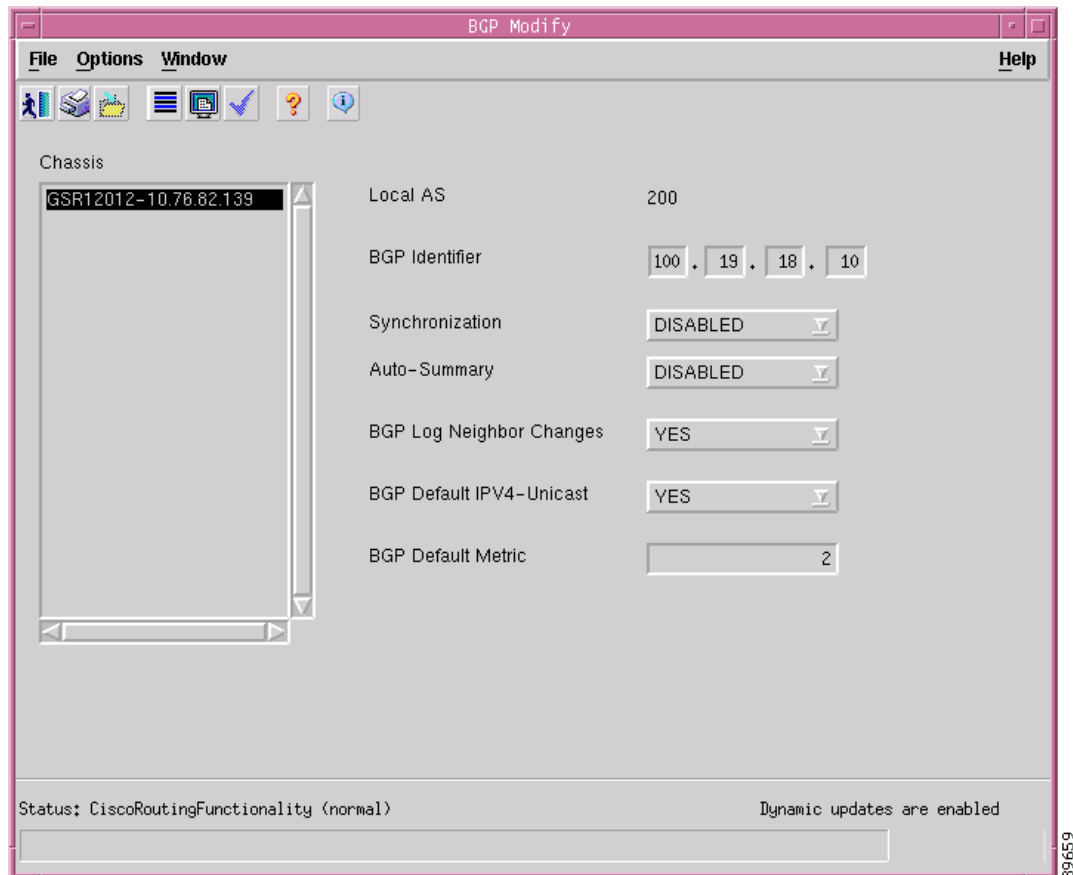 BGP Modify
File Options Window Help
Chassis
GSR12012-10.76.82.139
Local AS 200
BGP Identifier 100 . 19 . 18 . 10
Synchronization DISABLED
Auto-Summary DISABLED
BGP Log Neighbor Changes YES
BGP Default IPV4-Unicast YES
BGP Default Metric 2
Status: CiscoRoutingFunctionality (normal) Dynamic updates are enabled